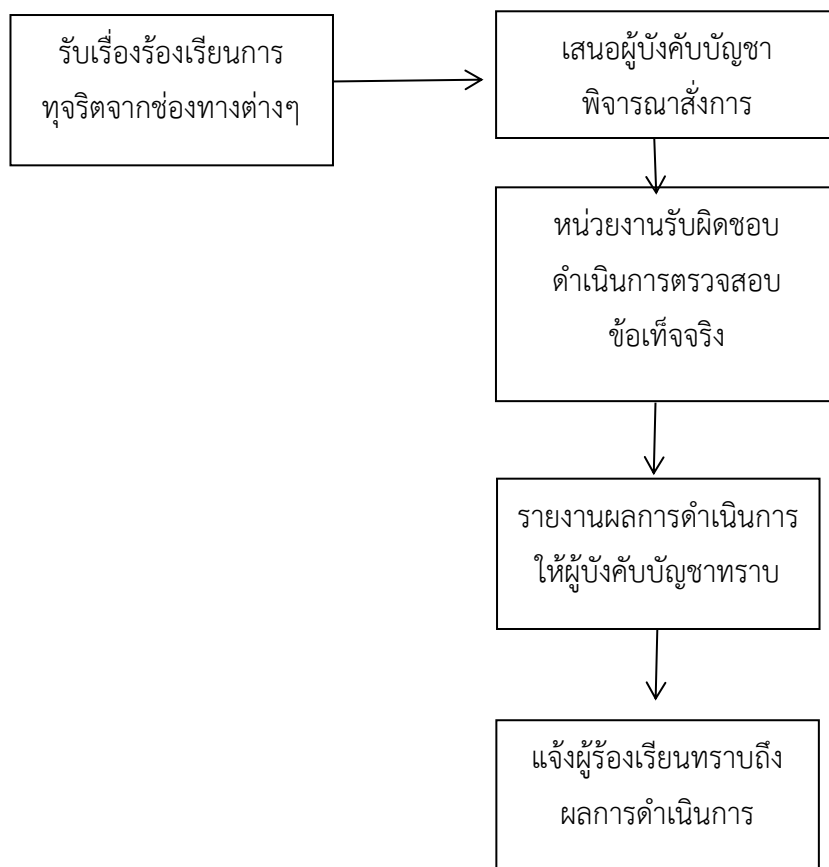 รับเรื่องร้องเรียนการ
ทุจริตจากช่องทางต่างๆ
เสนอผู้บังคับบัญชา
พิจารณาสั่งการ
หน่วยงานรับผิดชอบ
ดำเนินการตรวจสอบ
ข้อเท็จจริง
รายงานผลการดำเนินการ
ให้ผู้บังคับบัญชาทราบ
แจ้งผู้ร้องเรียนทราบถึง
ผลการดำเนินการ